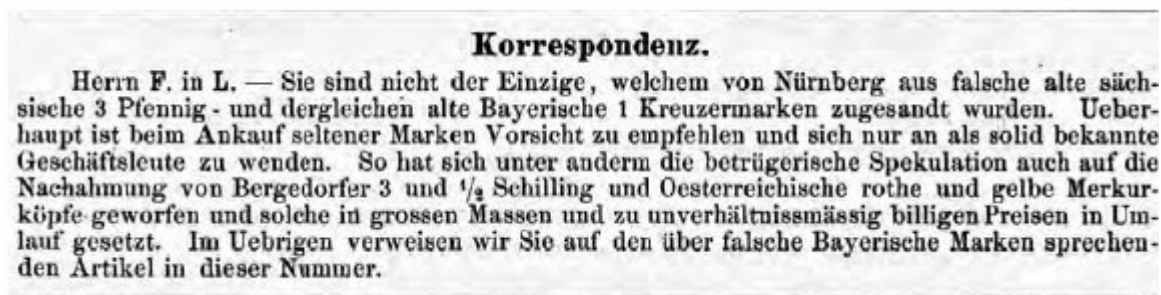 Korrespondenz.
Herrn F. in L. — Sie sind nicht der Einzige, welchem von Nürnberg aus falsche alte säch-
sische 3 Pfennig - und dergleichen alte Bayerische 1 Kreuzermarken zugesandt wurden. Ueber-
haupt ist beim Ankauf seltener Marken Vorsicht zu empfehlen und sich nur an als solid bekannte
Geschäftsleute zu wenden. So hat sich unter anderm die betrügerische Spekulation auch auf die
Nachahmung von Bergedorfer 3 und ½ Schilling und Oesterreichische rothe und gelbe Merkur-
köpfe geworfen und solche in grossen Massen und zu unverhältnissmässig billigen Preisen in Um-
lauf gesetzt. Im Uebrigen verweisen wir Sie auf den über falsche Bayerische Marken sprechen-
den Artikel in dieser Nummer.